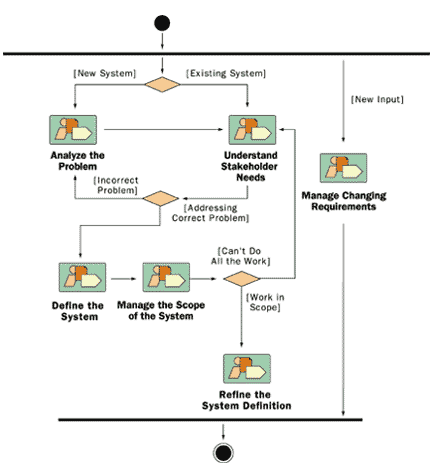 [New System]
[Existing System]
[New Input]
Analyze the
Problem
Understand
Stakeholder
Needs
Manage Changing
Requirements
[Incorrect
Problem]
[Addressing
Correct Problem]
[Can't Do
All the Work]
Define the
System
Manage the Scope
of the System
[Work in
Scope]
Refine the
System Definition